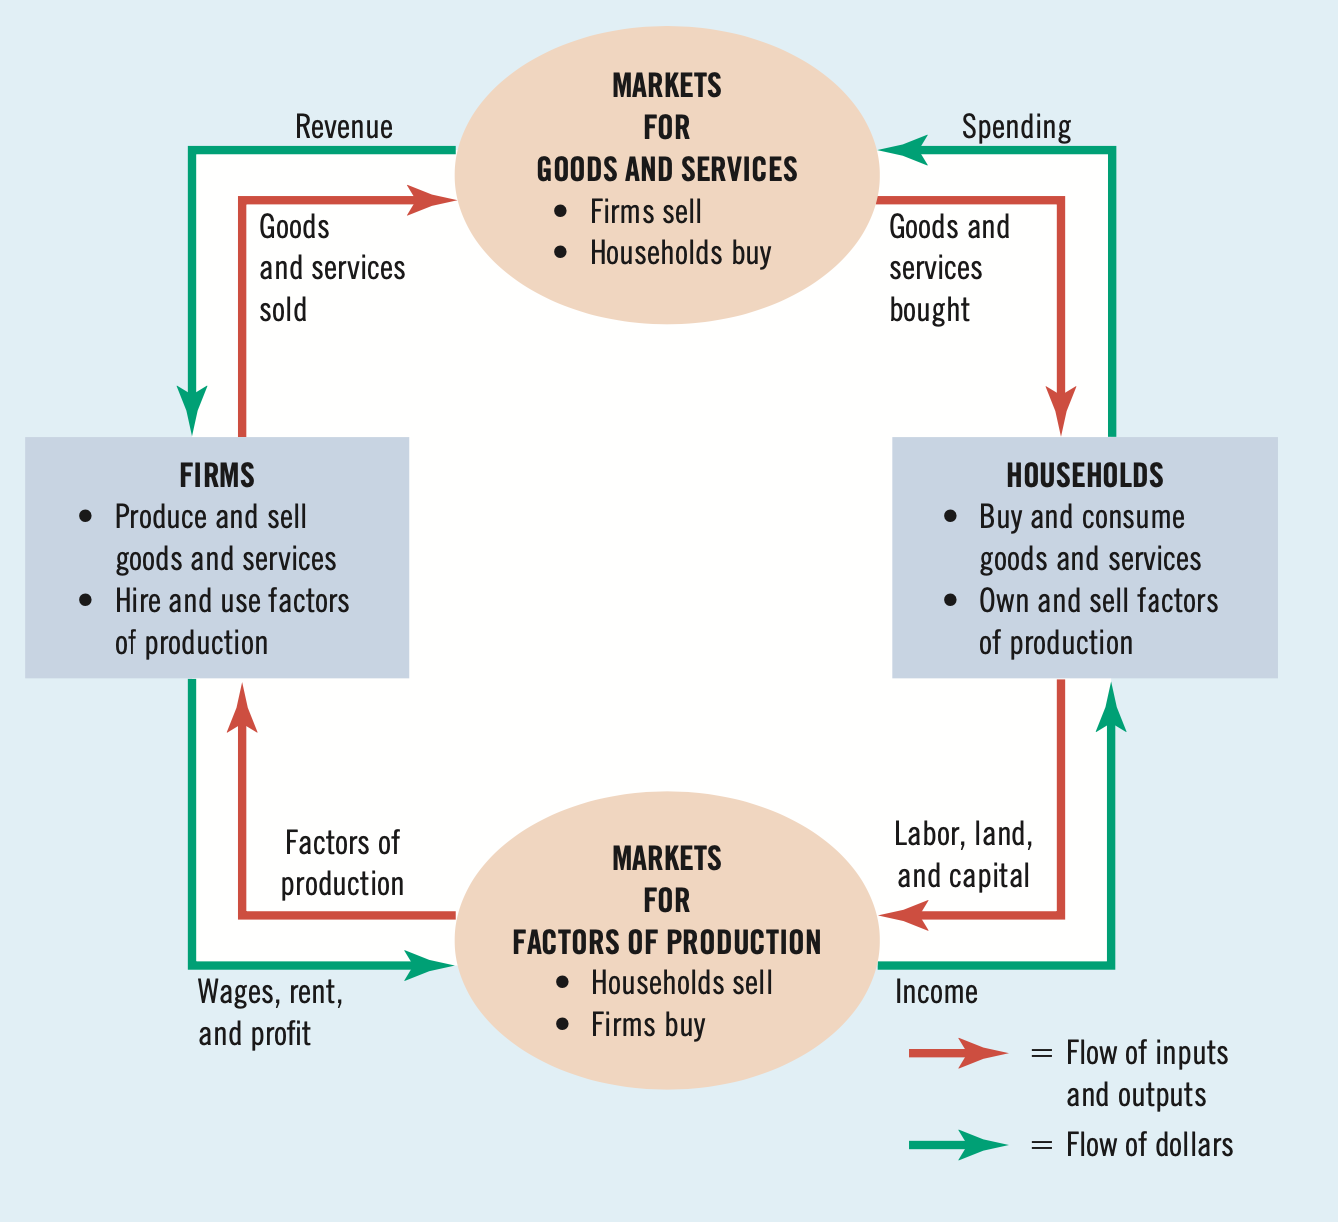 MARKETS
FOR
GOODS AND SERVICES
• Firms sell
• Households buy
Revenue
Spending
Goods
and services
sold
Goods and
services
bought
FIRMS
• Produce and sell
goods and services
• Hire and use factors
of production
HOUSEHOLDS
• Buy and consume
goods and services
• Own and sell factors
of production
Factors of
production
Labor, land,
and capital
MARKETS
FOR
FACTORS OF PRODUCTION
• Households sell
• Firms buy
Wages, rent,
and profit
Income
= Flow of inputs
and outputs
= Flow of dollars